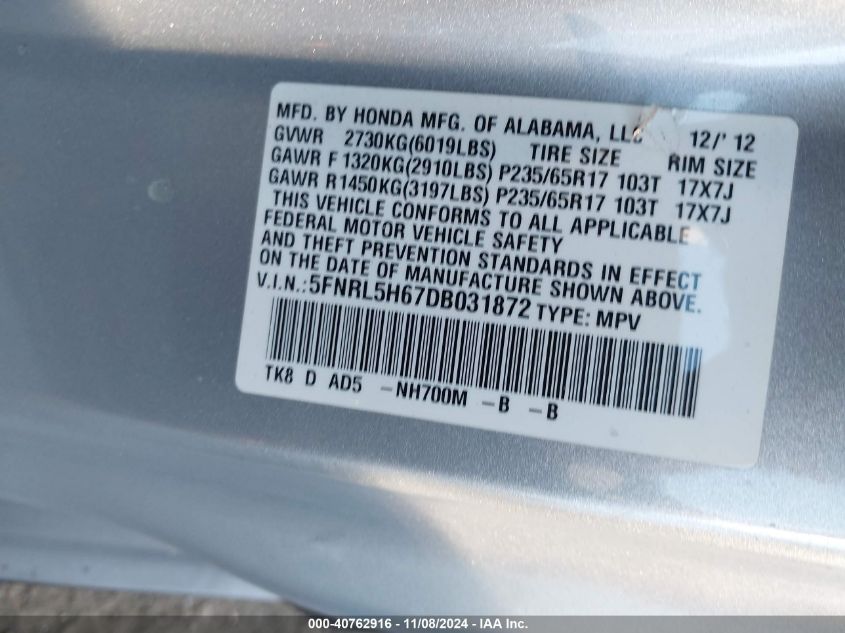 MFD. BY HONDA MFG. OF ALABAMA, LLC 12/' 12
GVWR 2730KG(6019LBS) TIRE SIZE RIM SIZE
GAWR F 1320KG(2910LBS) P235/65R17 103T 17X7J
GAWR R1450KG(3197LBS) P235/65R17 103T 17X7J
THIS VEHICLE CONFORMS TO ALL APPLICABLE
FEDERAL MOTOR VEHICLE SAFETY
AND THEFT PREVENTION STANDARDS IN EFFECT
ON THE DATE OF MANUFACTURE SHOWN ABOVE.
V.I.N.:5FNRL5H67DB031872 TYPE: MPV
TK8 D AD5 -NH700M -B -B
000-40762916 - 11/08/2024 - IAA Inc.